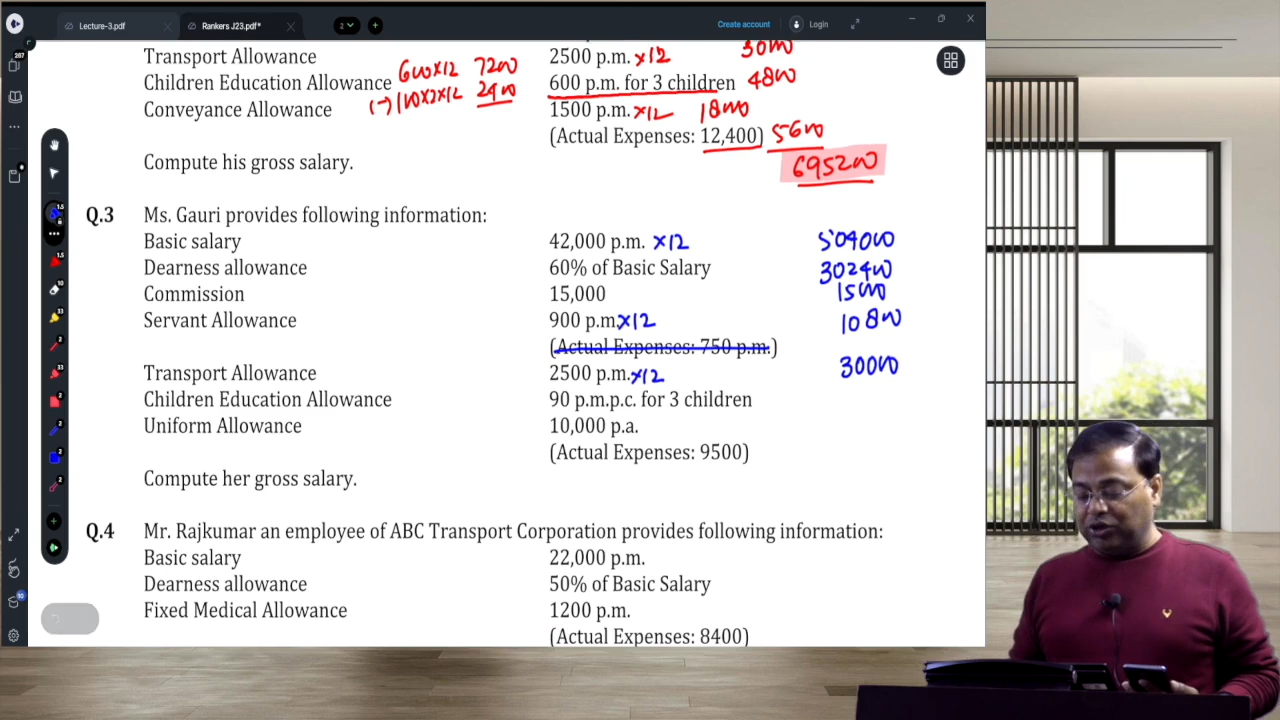 Lecture-3.pdf
Rankers J23.pdf*
2
Create account
Login
Transport Allowance 2500 p.m. ×12 30000
Children Education Allowance 600×12 7200 600 p.m. for 3 children 4800
(-) 100×2×12 2400
Conveyance Allowance 1500 p.m. ×12 18000
(Actual Expenses: 12,400) 5600
Compute his gross salary. 695200
Q.3 Ms. Gauri provides following information:
Basic salary 42,000 p.m. ×12 504000
Dearness allowance 60% of Basic Salary 302400
Commission 15,000 15000
Servant Allowance 900 p.m. ×12 10800
(Actual Expenses: 750 p.m.)
Transport Allowance 2500 p.m. ×12 30000
Children Education Allowance 90 p.m.p.c. for 3 children
Uniform Allowance 10,000 p.a.
(Actual Expenses: 9500)
Compute her gross salary.
Q.4 Mr. Rajkumar an employee of ABC Transport Corporation provides following information:
Basic salary 22,000 p.m.
Dearness allowance 50% of Basic Salary
Fixed Medical Allowance 1200 p.m.
(Actual Expenses: 8400)